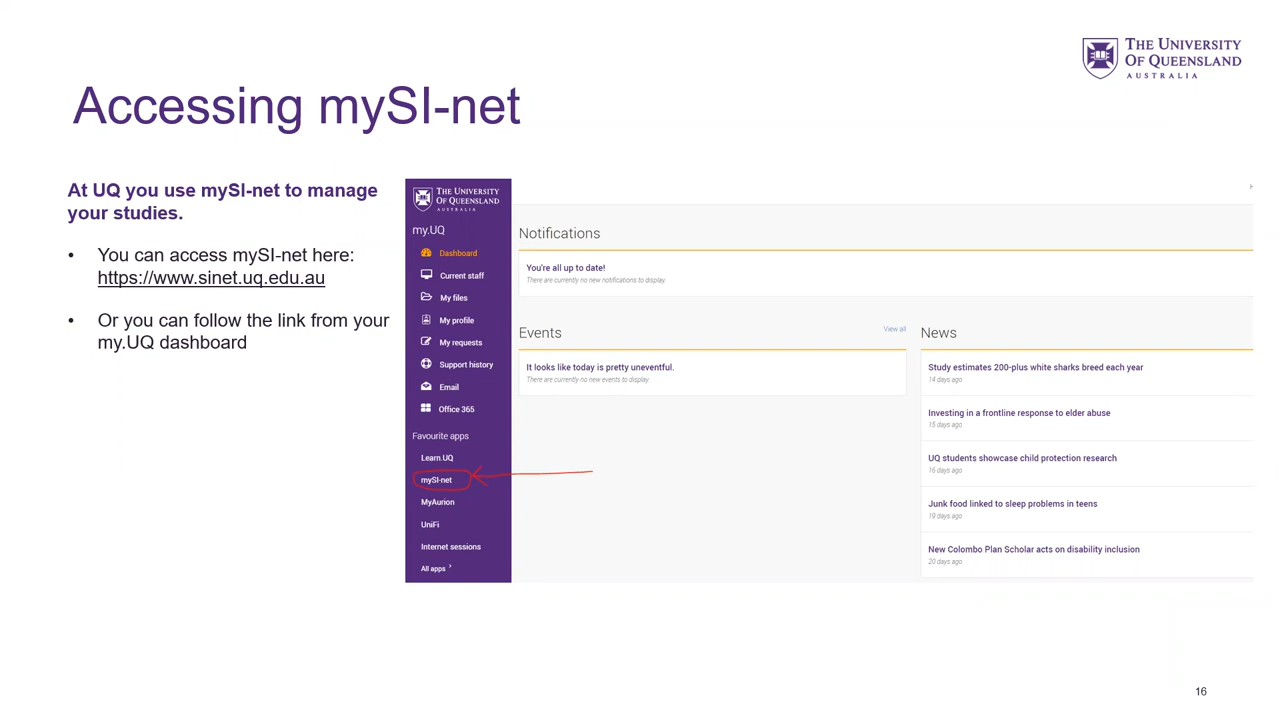 THE UNIVERSITY
OF QUEENSLAND
AUSTRALIA
Accessing mySI-net
At UQ you use mySI-net to manage
your studies.
• You can access mySI-net here:
https://www.sinet.uq.edu.au
• Or you can follow the link from your
my.UQ dashboard
THE UNIVERSITY
OF QUEENSLAND
AUSTRALIA
my.UQ
Dashboard
Current staff
My files
My profile
My requests
Support history
Email
Office 365
Favourite apps
Learn.UQ
mySI-net
MyAurion
UniFi
Internet sessions
All apps ›
Notifications
You're all up to date!
There are currently no new notifications to display
Events
View all
It looks like today is pretty uneventful.
There are currently no new events to display
News
Study estimates 200-plus white sharks breed each year
14 days ago
Investing in a frontline response to elder abuse
15 days ago
UQ students showcase child protection research
16 days ago
Junk food linked to sleep problems in teens
19 days ago
New Colombo Plan Scholar acts on disability inclusion
20 days ago
16